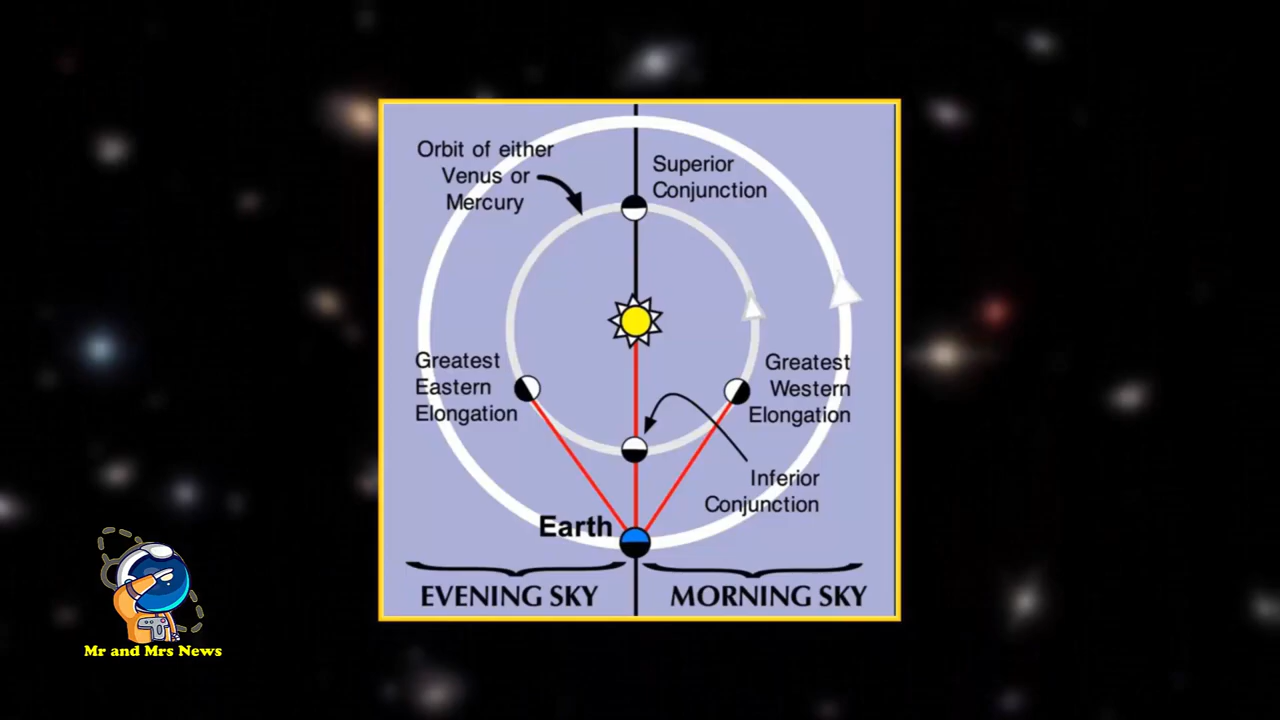 Orbit of either
Venus or
Mercury
Superior
Conjunction
Greatest
Eastern
Elongation
Greatest
Western
Elongation
Inferior
Conjunction
Earth
EVENING SKY
MORNING SKY
Mr and Mrs News